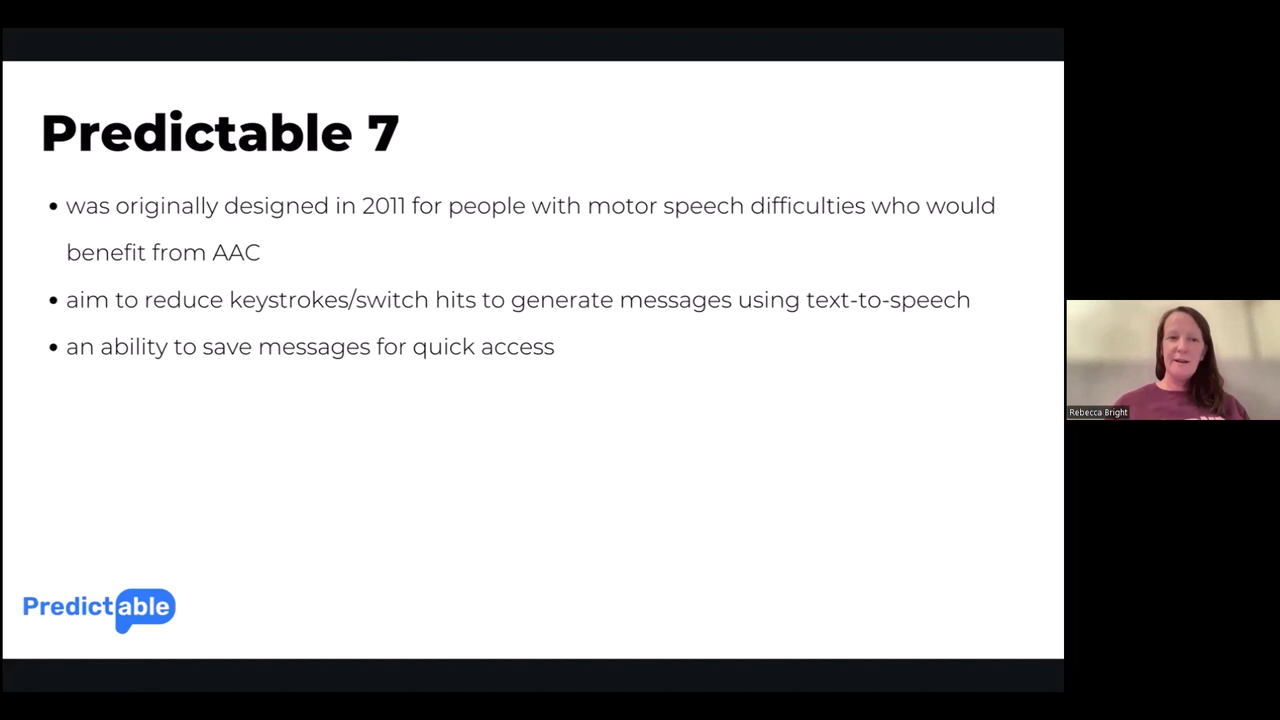 Predictable 7
• was originally designed in 2011 for people with motor speech difficulties who would
benefit from AAC
• aim to reduce keystrokes/switch hits to generate messages using text-to-speech
• an ability to save messages for quick access
Predictable
Rebecca Bright